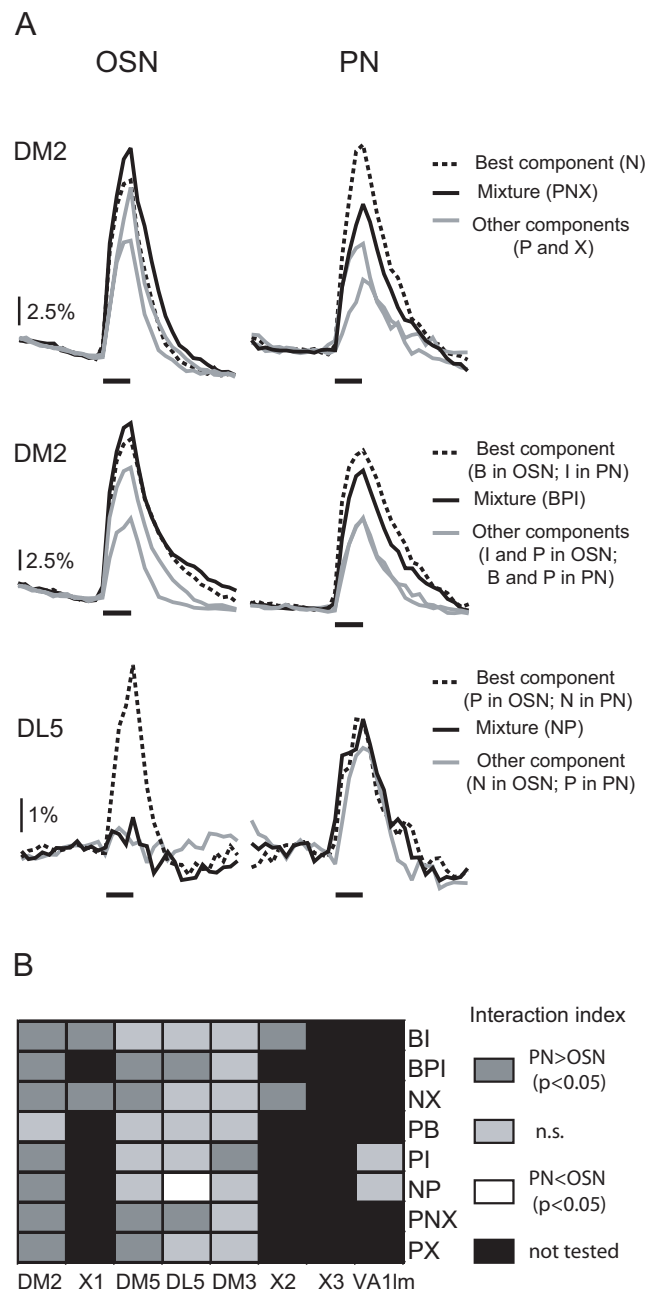 A
OSN
PN
DM2
Best component (N)
Mixture (PNX)
Other components
(P and X)
2.5%
DM2
Best component
(B in OSN; I in PN)
Mixture (BPI)
Other components
(I and P in OSN;
B and P in PN)
2.5%
DL5
Best component
(P in OSN; N in PN)
Mixture (NP)
Other component
(N in OSN; P in PN)
1%
B
Interaction index
BI
BPI
NX
PB
PI
NP
PNX
PX
PN>OSN
(p<0.05)
n.s.
PN<OSN
(p<0.05)
not tested
DM2 X1 DM5 DL5 DM3 X2 X3 VA1lm